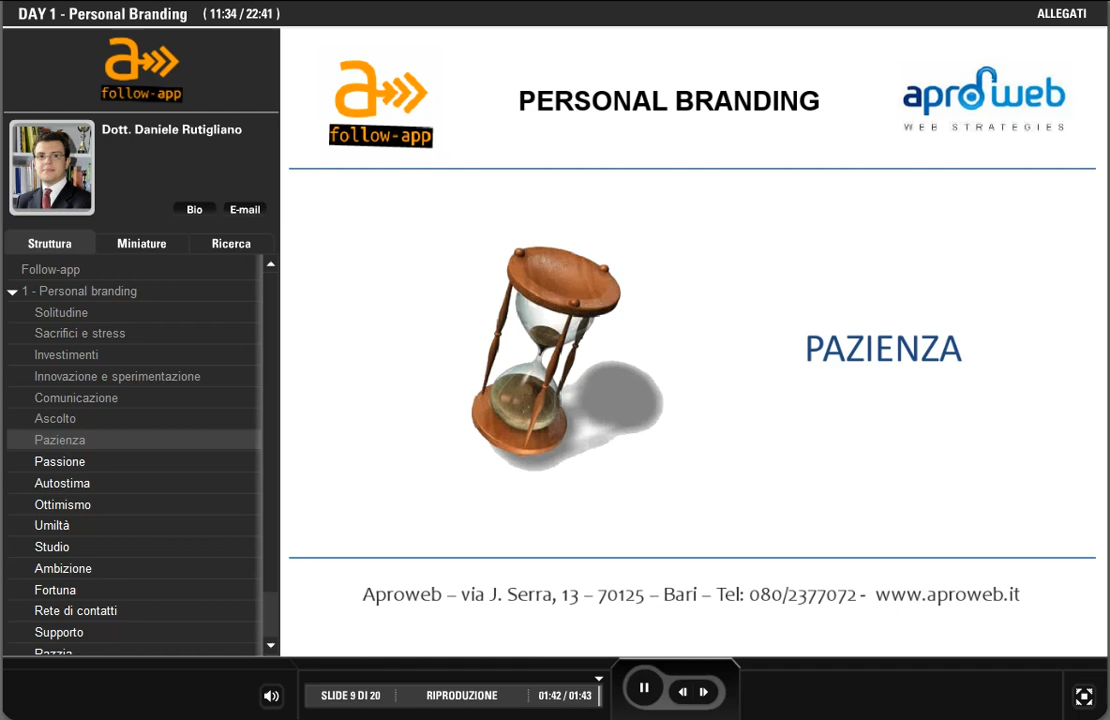 DAY 1 - Personal Branding ( 11:34 / 22:41 )
ALLEGATI
follow-app
Dott. Daniele Rutigliano
Bio E-mail
Struttura Miniature Ricerca
Follow-app
1 - Personal branding
Solitudine
Sacrifici e stress
Investimenti
Innovazione e sperimentazione
Comunicazione
Ascolto
Pazienza
Passione
Autostima
Ottimismo
Umiltà
Studio
Ambizione
Fortuna
Rete di contatti
Supporto
Pazzia
a follow-app
PERSONAL BRANDING
aproweb
WEB STRATEGIES
PAZIENZA
Aproweb – via J. Serra, 13 – 70125 – Bari – Tel: 080/2377072 - www.aproweb.it
SLIDE 9 DI 20 RIPRODUZIONE 01:42 / 01:43